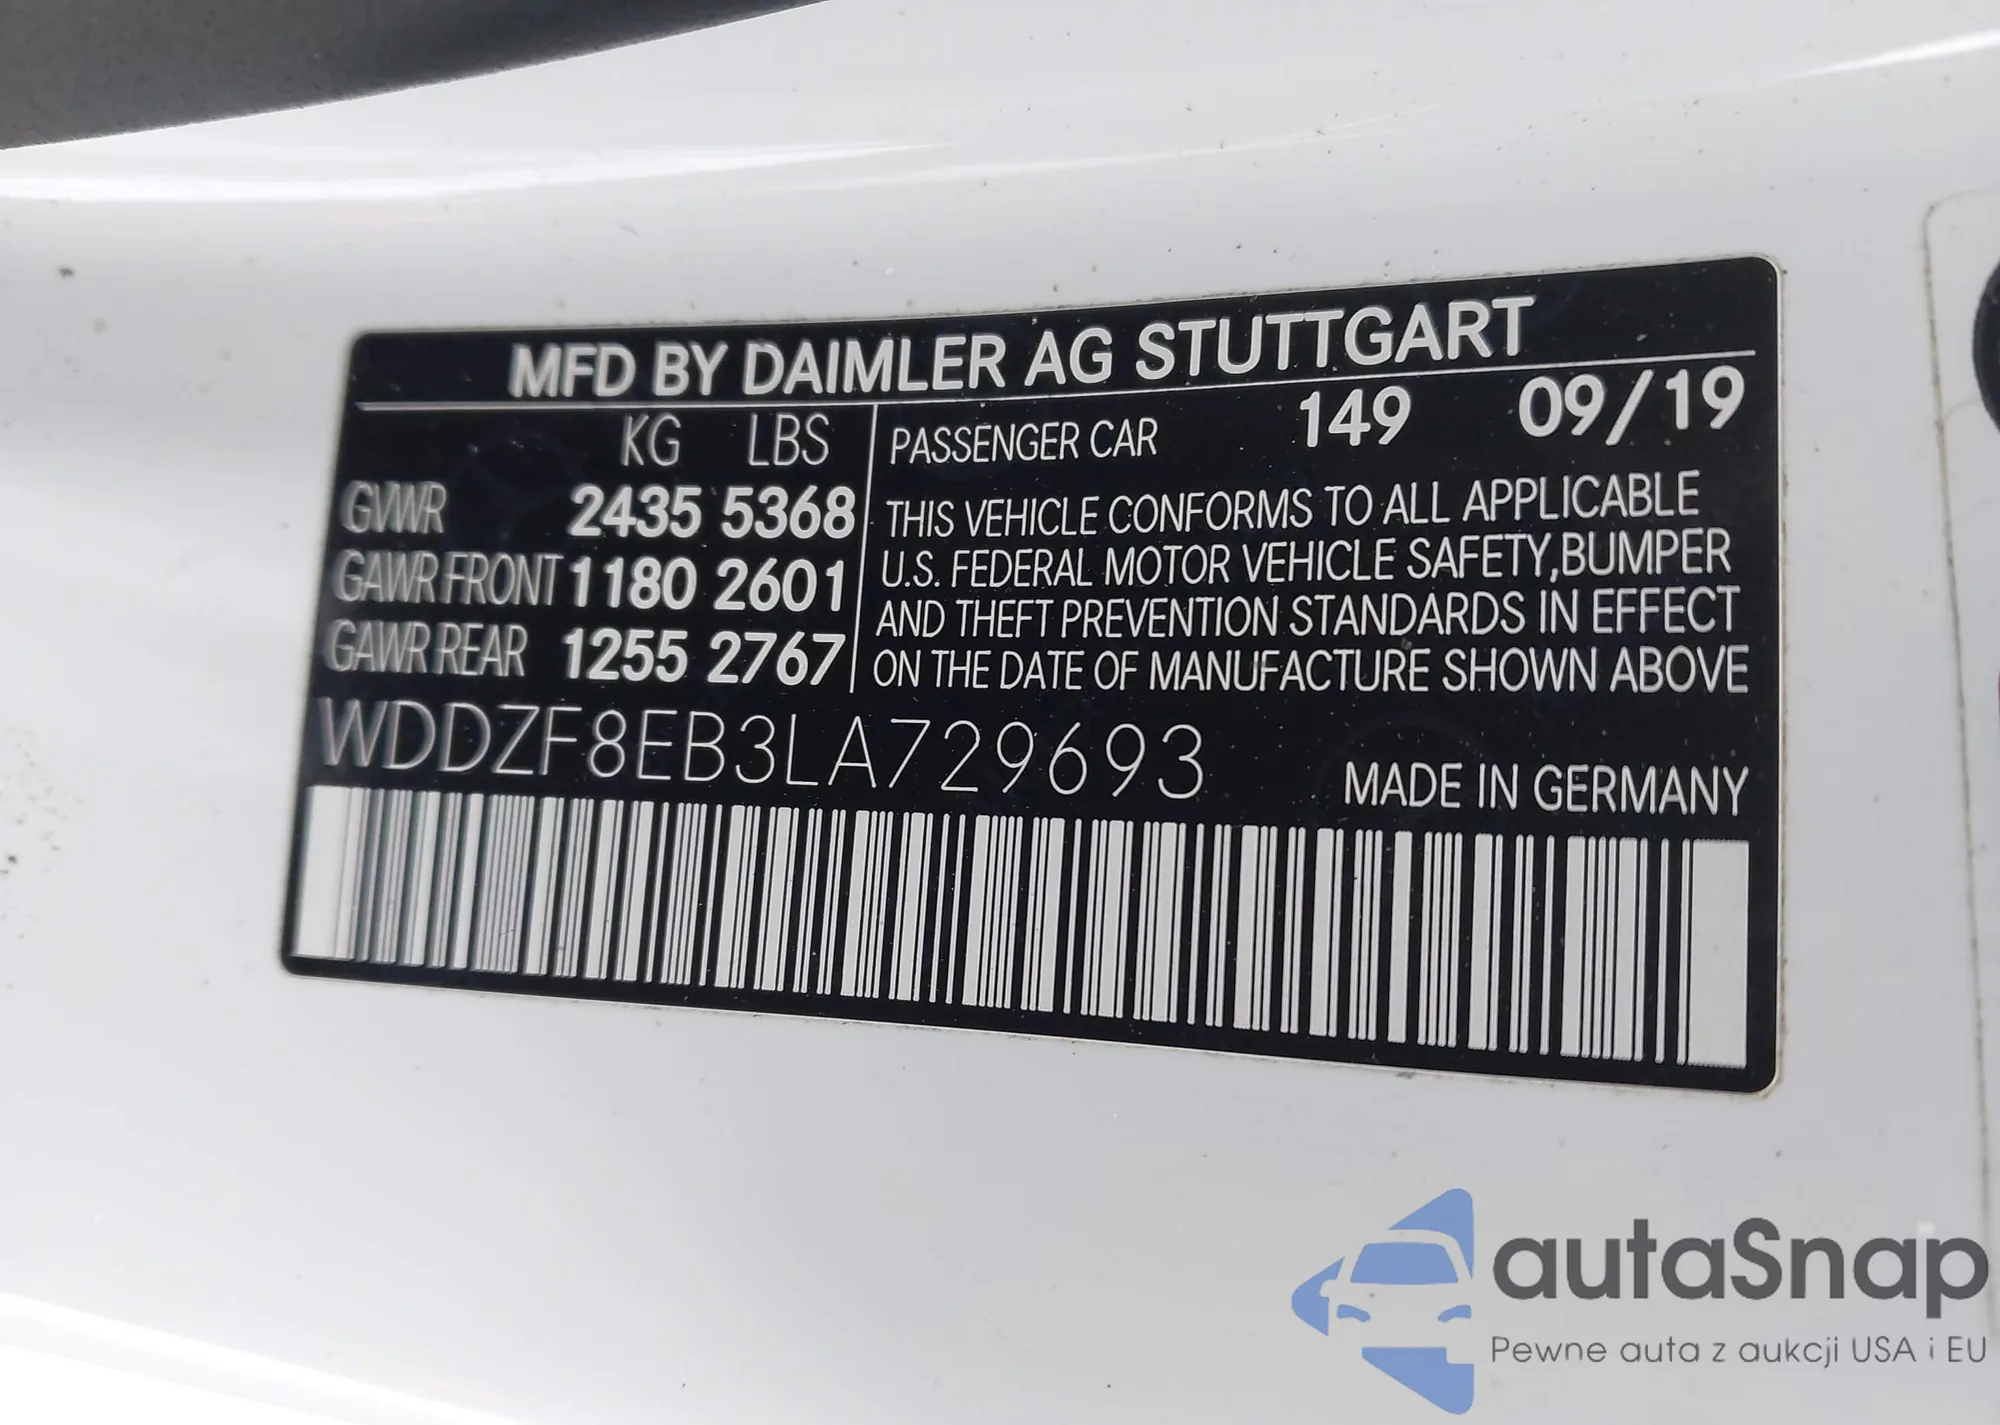 MFD BY DAIMLER AG STUTTGART
KG LBS
GVWR 2435 5368
GAWR FRONT 1180 2601
GAWR REAR 1255 2767
PASSENGER CAR 149 09/19
THIS VEHICLE CONFORMS TO ALL APPLICABLE
U.S. FEDERAL MOTOR VEHICLE SAFETY,BUMPER
AND THEFT PREVENTION STANDARDS IN EFFECT
ON THE DATE OF MANUFACTURE SHOWN ABOVE
WDDZF8EB3LA729693
MADE IN GERMANY
autaSnap
Pewne auta z aukcji USA i EU